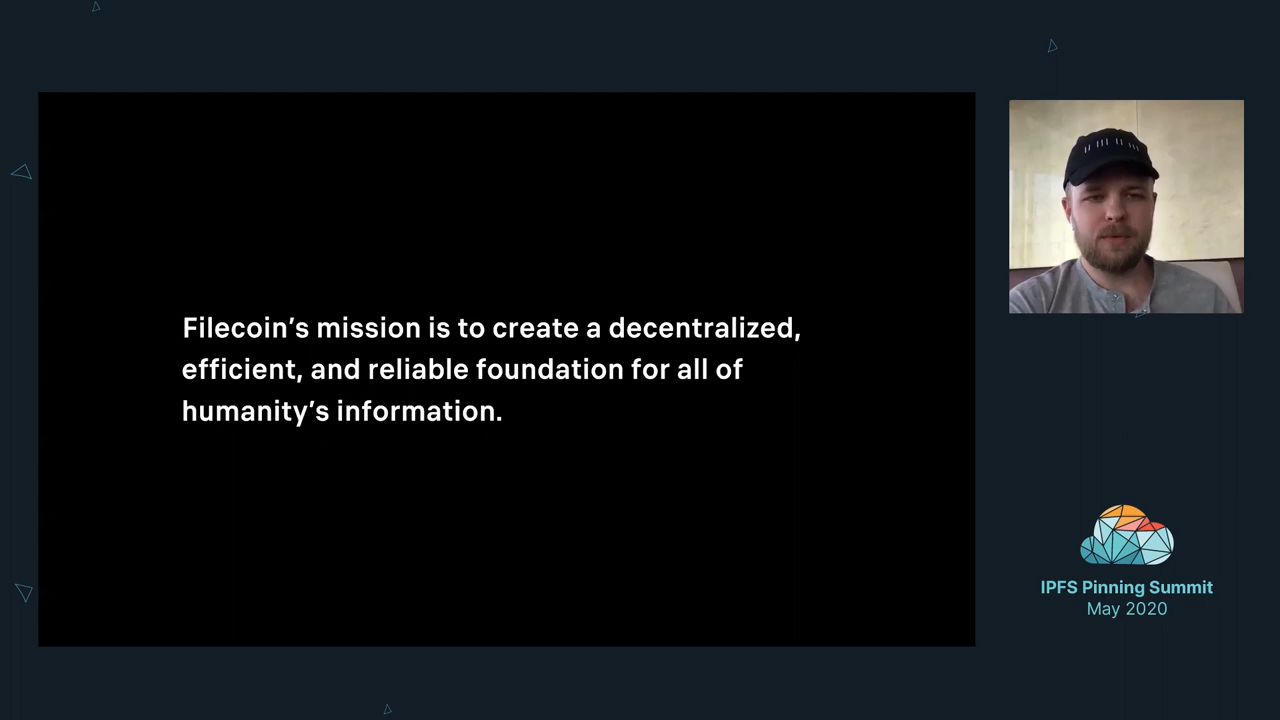 Filecoin’s mission is to create a decentralized,
efficient, and reliable foundation for all of
humanity’s information.
IPFS Pinning Summit
May 2020